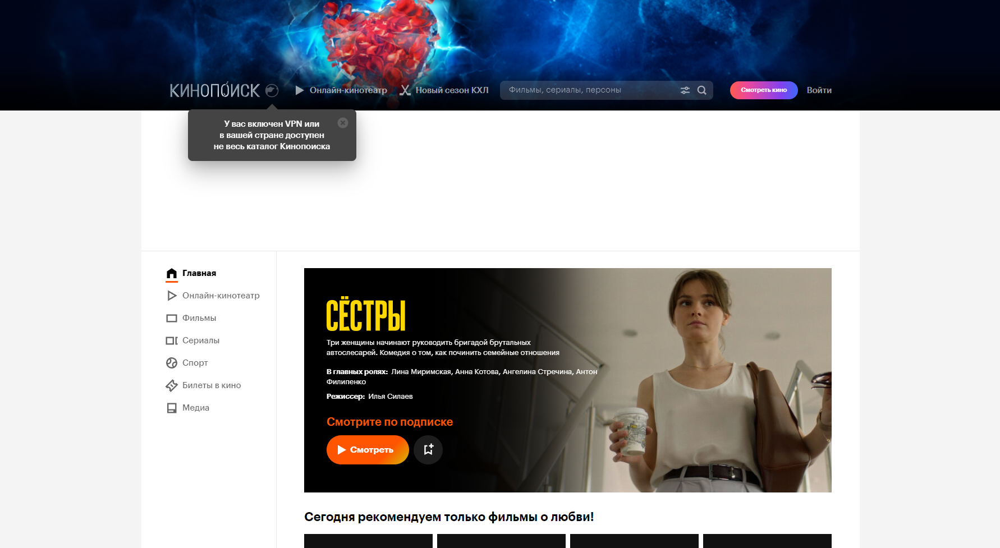 КИНОПОИСК
Онлайн-кинотеатр
Новый сезон КХЛ
Фильмы, сериалы, персоны
Смотреть кино
Войти
У вас включен VPN или
в вашей стране доступен
не весь каталог Кинопоиска
Главная
Онлайн-кинотеатр
Фильмы
Сериалы
Спорт
Билеты в кино
Медиа
СЁСТРЫ
Три женщины начинают руководить бригадой брутальных
автослесарей. Комедия о том, как починить семейные отношения
В главных ролях: Лина Миримская, Анна Котова, Ангелина Стречина, Антон
Филипенко
Режиссер: Илья Силаев
Смотрите по подписке
Смотреть
Сегодня рекомендуем только фильмы о любви!